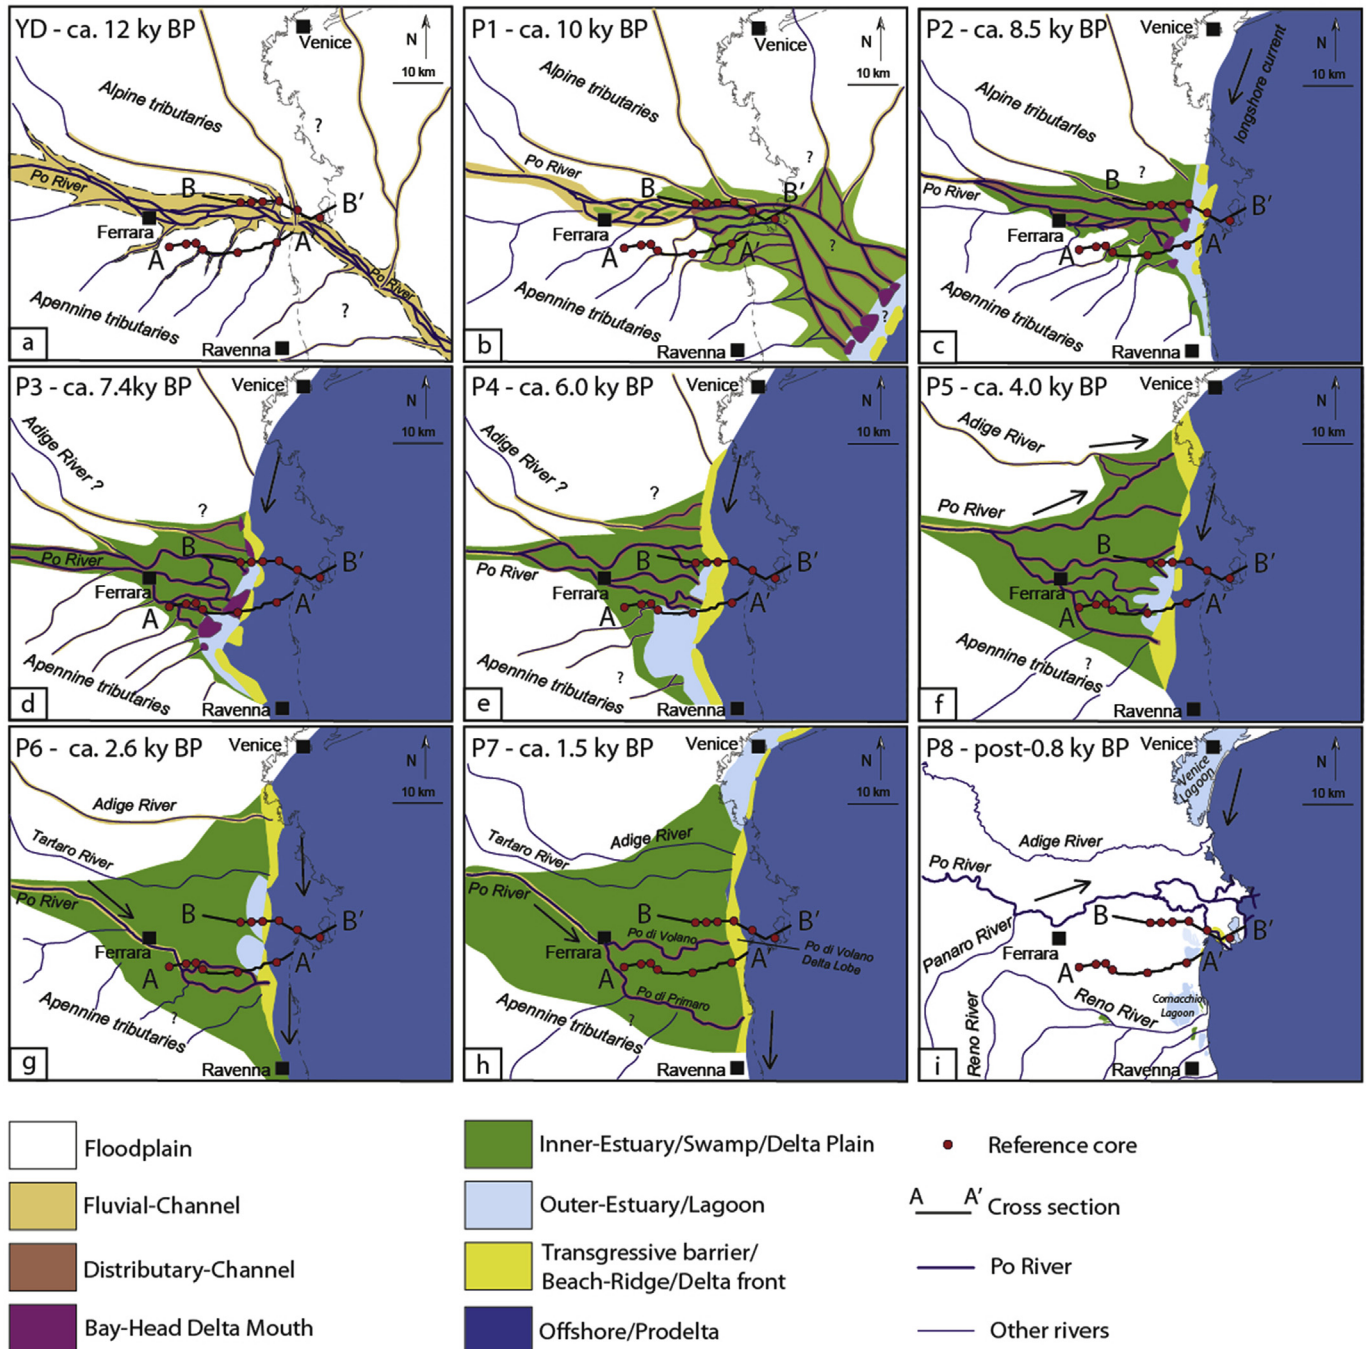 YD - ca. 12 ky BP
Venice
N
10 km
Alpine tributaries
?
Po River
B
B'
Ferrara
A
A
Po River
Apennine tributaries
?
Ravenna
a
P1 - ca. 10 ky BP
Venice
N
10 km
Alpine tributaries
?
Po River
B
B'
Ferrara
A
A'
?
Apennine tributaries
?
Ravenna
b
P2 - ca. 8.5 ky BP
Venice
N
10 km
longshore current
Alpine tributaries
?
Po River
B
B'
Ferrara
A
A'
Apennine tributaries
Ravenna
c
P3 - ca. 7.4ky BP
Venice
N
10 km
Adige River ?
?
Po River
B
B'
Ferrara
A
A'
Apennine tributaries
Ravenna
d
P4 - ca. 6.0 ky BP
Venice
N
10 km
Adige River ?
?
Po River
B
B'
Ferrara
A
A'
Apennine tributaries
?
Ravenna
e
P5 - ca. 4.0 ky BP
Venice
N
10 km
Adige River
Po River
B
B'
Ferrara
A
A'
Apennine tributaries
?
Ravenna
f
P6 - ca. 2.6 ky BP
Venice
N
10 km
Adige River
Tartaro River
Po River
B
B'
Ferrara
A
A'
Apennine tributaries
?
Ravenna
g
P7 - ca. 1.5 ky BP
Venice
N
10 km
Adige River
Tartaro River
Po River
B
B'
Ferrara
Po di Volano
A
A'
Po di Volano
Delta Lobe
Po di Primaro
Apennine tributaries
?
Ravenna
h
P8 - post-0.8 ky BP
Venice
Venice
Lagoon
N
10 km
Adige River
Po River
B
B'
Panaro River
Ferrara
A
A'
Reno River
Reno River
Comacchio
Lagoon
Ravenna
i
Floodplain
Fluvial-Channel
Distributary-Channel
Bay-Head Delta Mouth
Inner-Estuary/Swamp/Delta Plain
Outer-Estuary/Lagoon
Transgressive barrier/
Beach-Ridge/Delta front
Offshore/Prodelta
Reference core
A A' Cross section
Po River
Other rivers